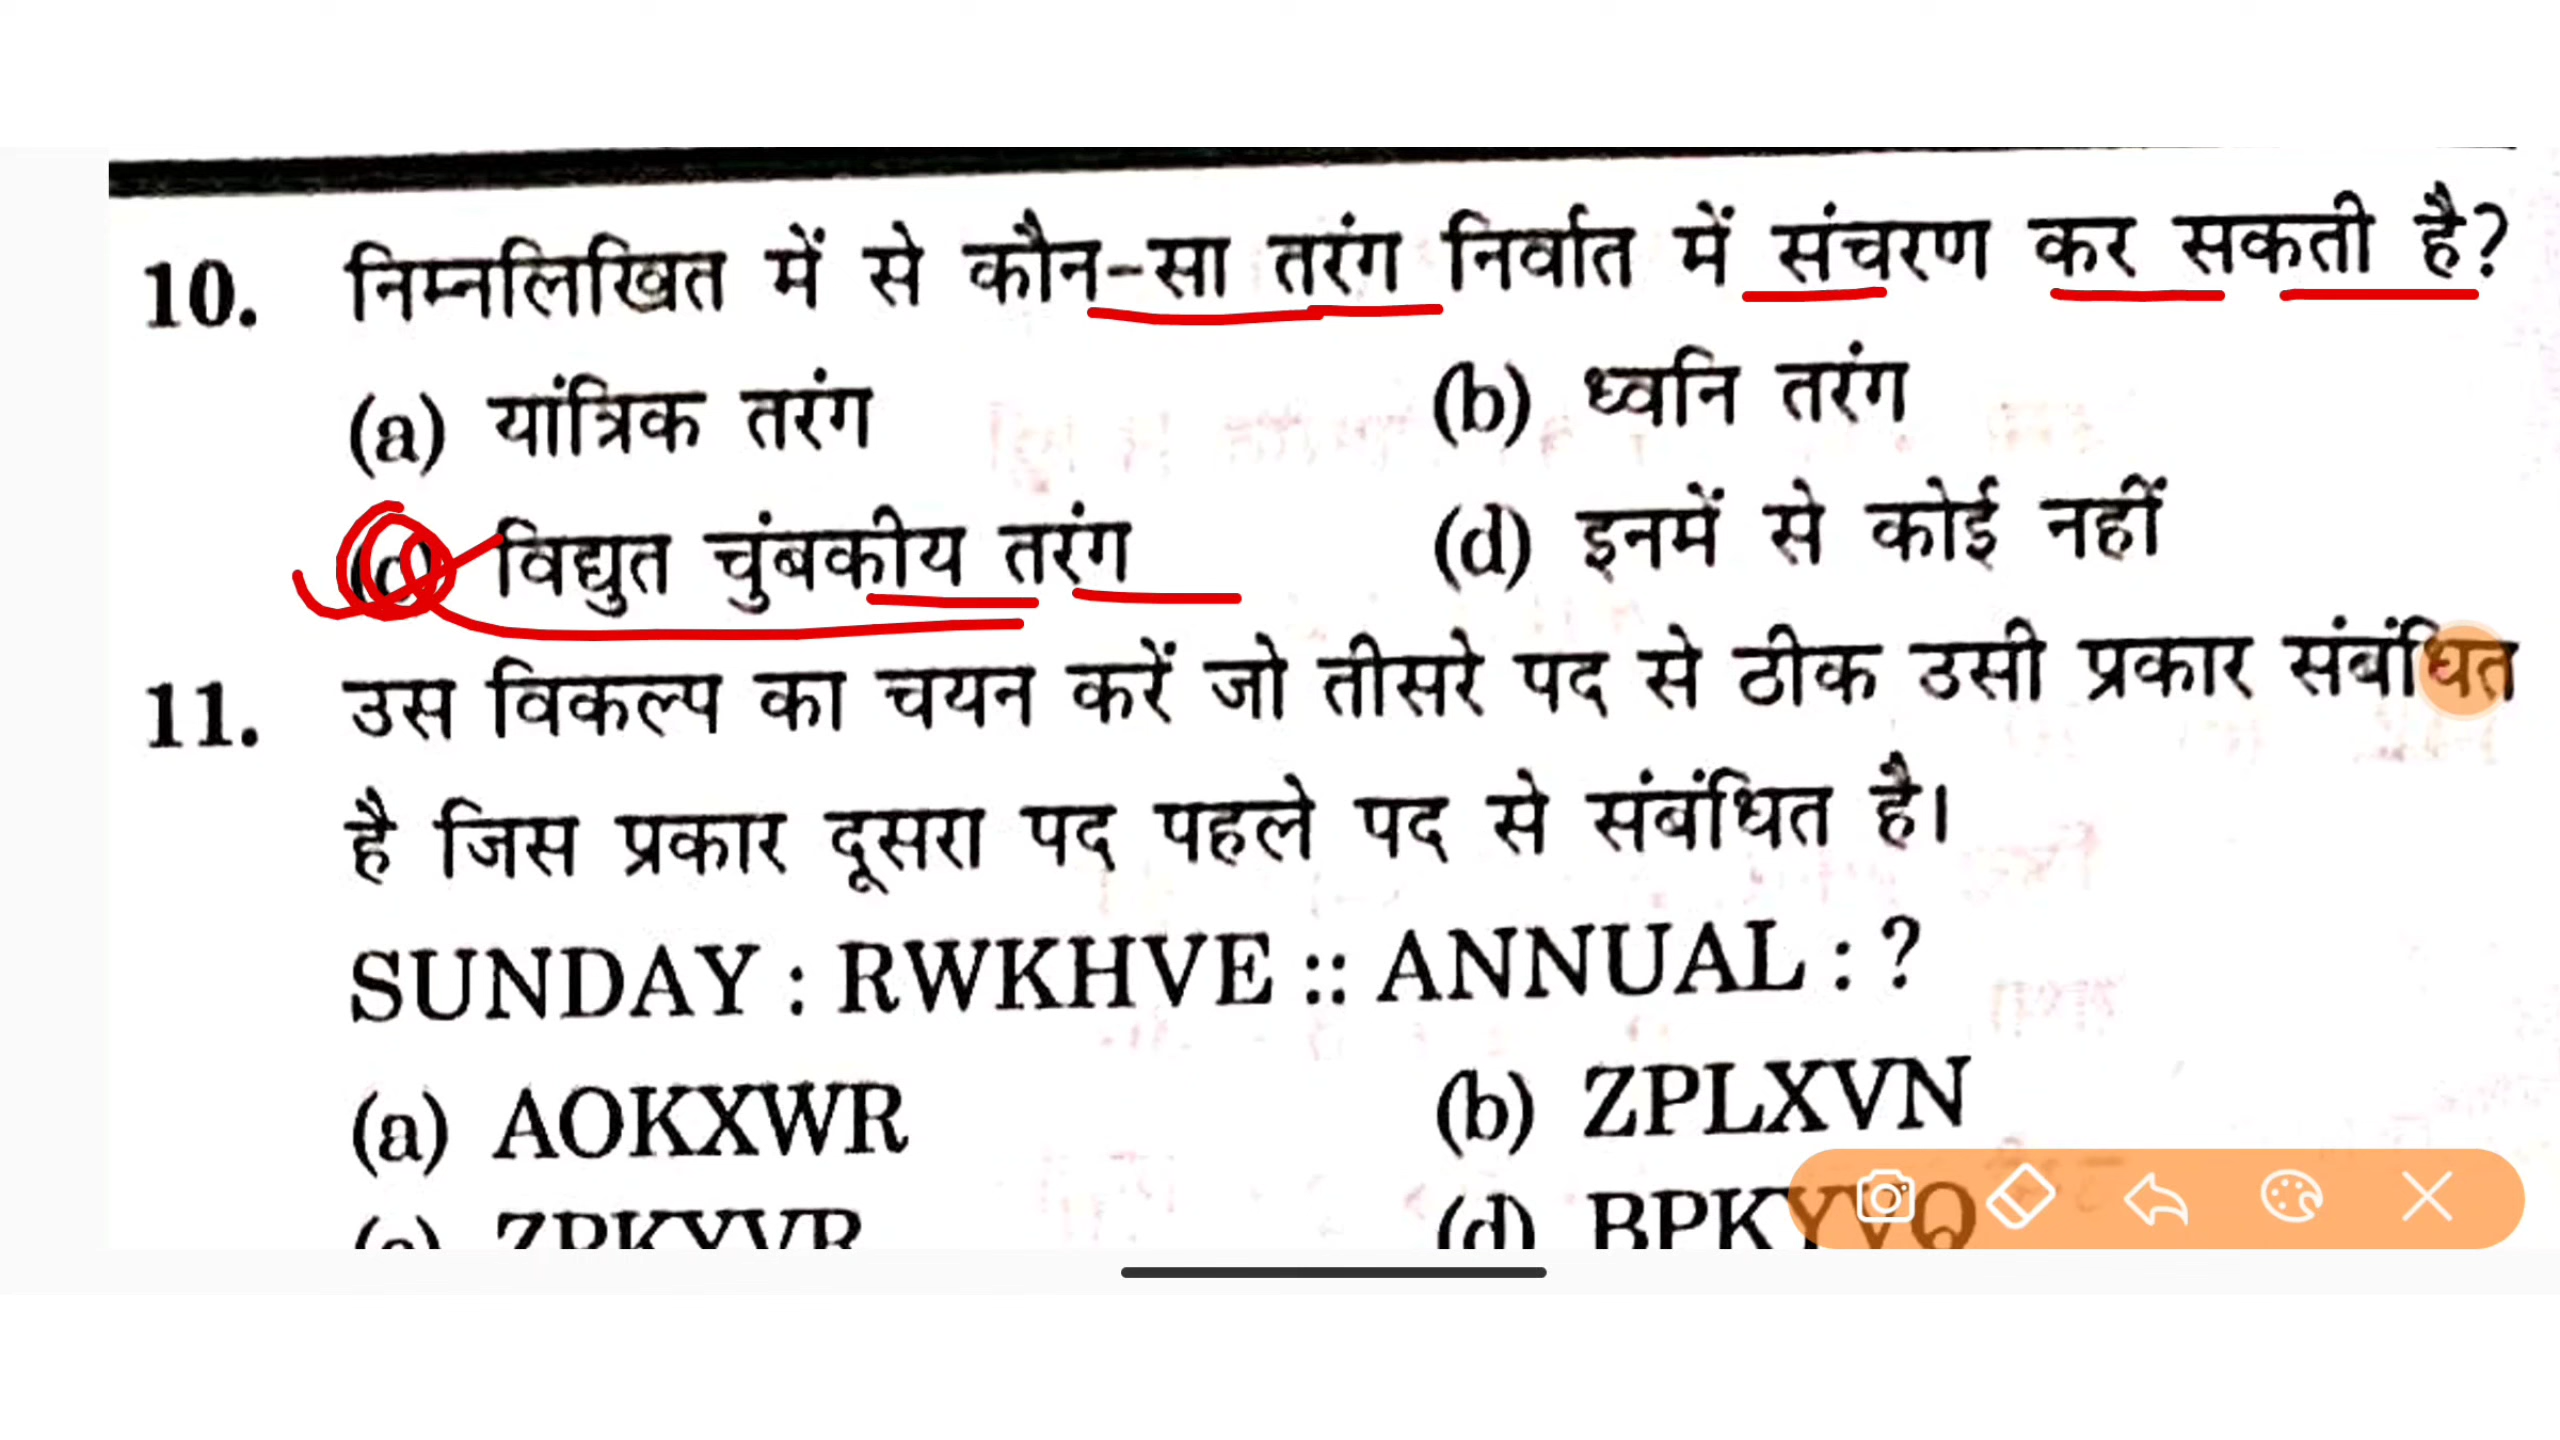 10. निम्नलिखित में से कौन-सा तरंग निर्वात में संचरण कर सकती है?
(a) यांत्रिक तरंग (b) ध्वनि तरंग
(c) विद्युत चुंबकीय तरंग (d) इनमें से कोई नहीं
11. उस विकल्प का चयन करें जो तीसरे पद से ठीक उसी प्रकार संबंधित
है जिस प्रकार दूसरा पद पहले पद से संबंधित है।
SUNDAY : RWKHVE :: ANNUAL : ?
(a) AOKXWR (b) ZPLXVN
(c) (d)